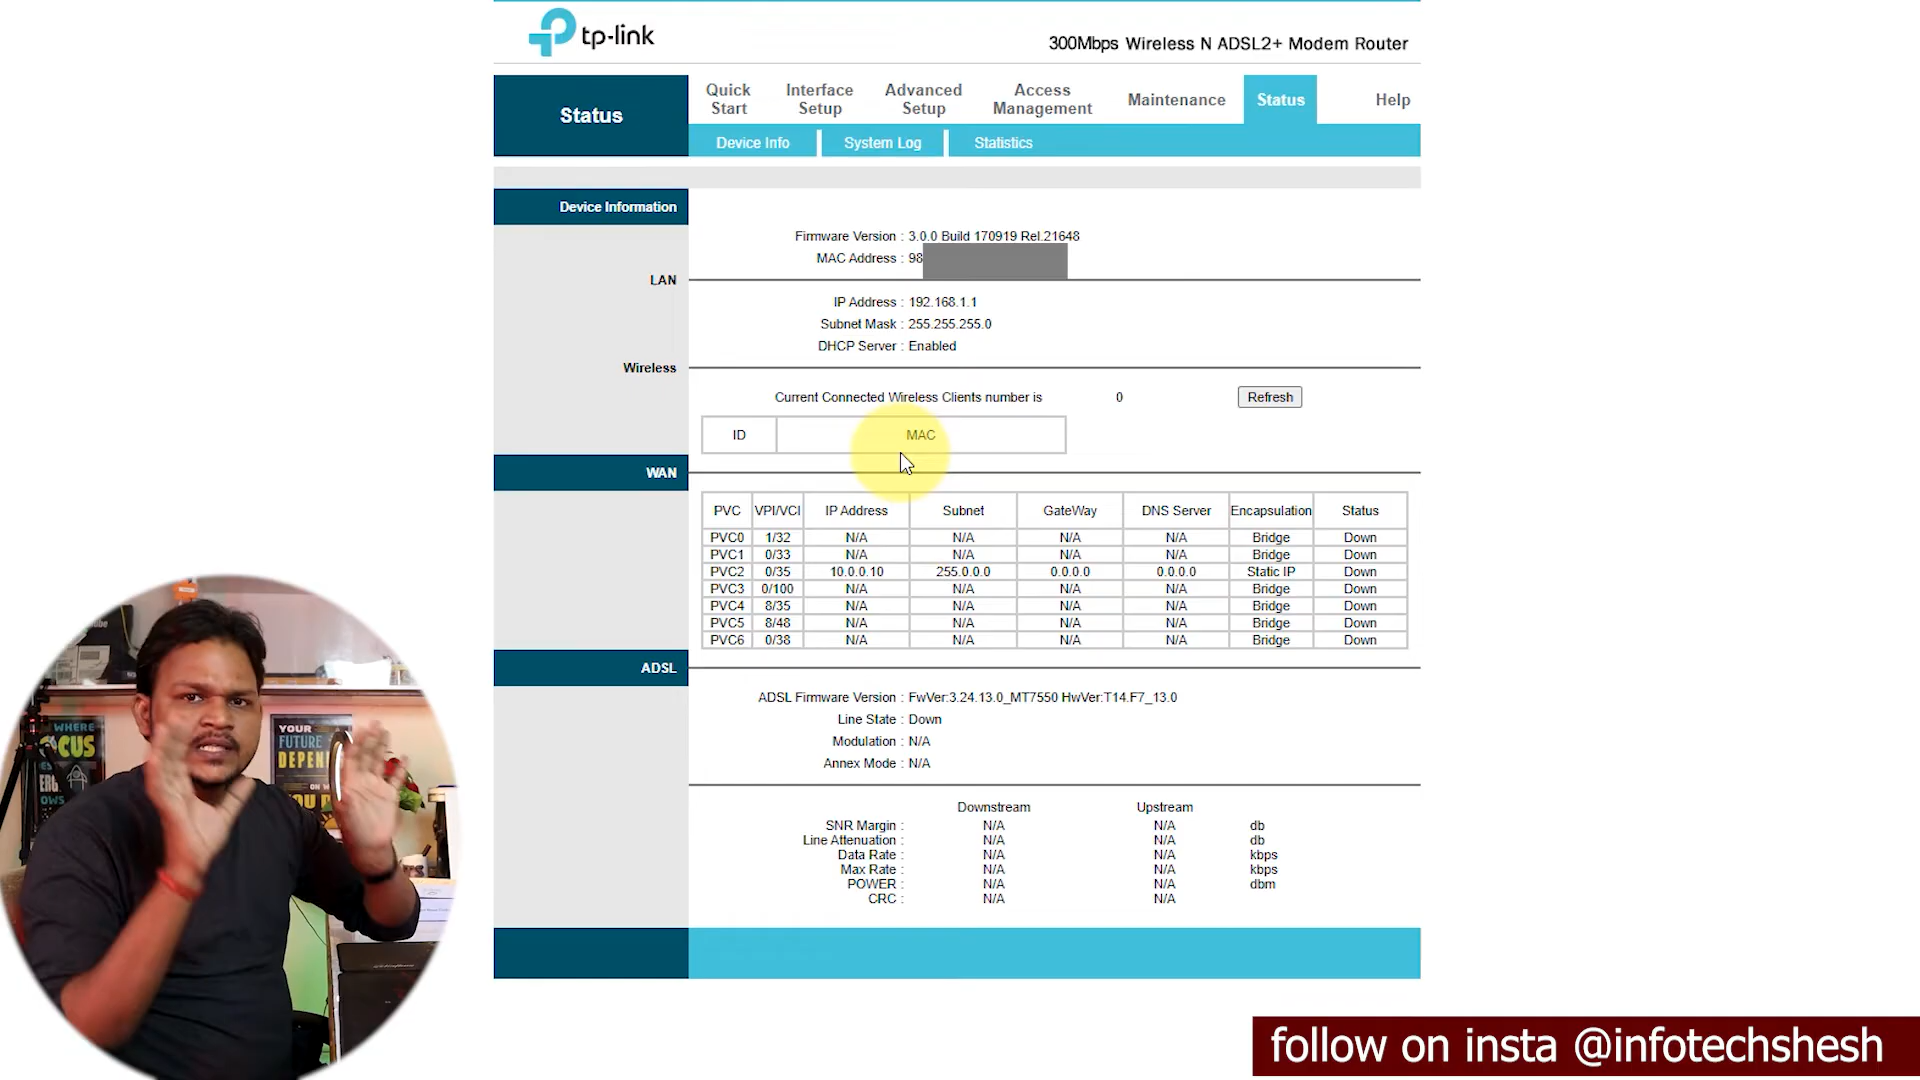 tp-link
300Mbps Wireless N ADSL2+ Modem Router
Status
Quick Start
Interface Setup
Advanced Setup
Access Management
Maintenance
Status
Help
Device Info
System Log
Statistics
Device Information
Firmware Version : 3.0.0 Build 170919 Rel.21648
MAC Address : 98
LAN
IP Address : 192.168.1.1
Subnet Mask : 255.255.255.0
DHCP Server : Enabled
Wireless
Current Connected Wireless Clients number is 0 Refresh
ID MAC
WAN
PVC VPI/VCI IP Address Subnet GateWay DNS Server Encapsulation Status
PVC0 1/32 N/A N/A N/A N/A Bridge Down
PVC1 0/33 N/A N/A N/A N/A Bridge Down
PVC2 0/35 10.0.0.10 255.0.0.0 0.0.0.0 0.0.0.0 Static IP Down
PVC3 0/100 N/A N/A N/A N/A Bridge Down
PVC4 8/35 N/A N/A N/A N/A Bridge Down
PVC5 8/48 N/A N/A N/A N/A Bridge Down
PVC6 0/38 N/A N/A N/A N/A Bridge Down
ADSL
ADSL Firmware Version : FwVer:3.24.13.0_MT7550 HwVer:T14.F7_13.0
Line State : Down
Modulation : N/A
Annex Mode : N/A
Downstream Upstream
SNR Margin : N/A N/A db
Line Attenuation : N/A N/A db
Data Rate : N/A N/A kbps
Max Rate : N/A N/A kbps
POWER : N/A N/A dbm
CRC : N/A N/A
WHERE
CUS
YOUR
FUTURE
DEPEN
follow on insta @infotechshesh